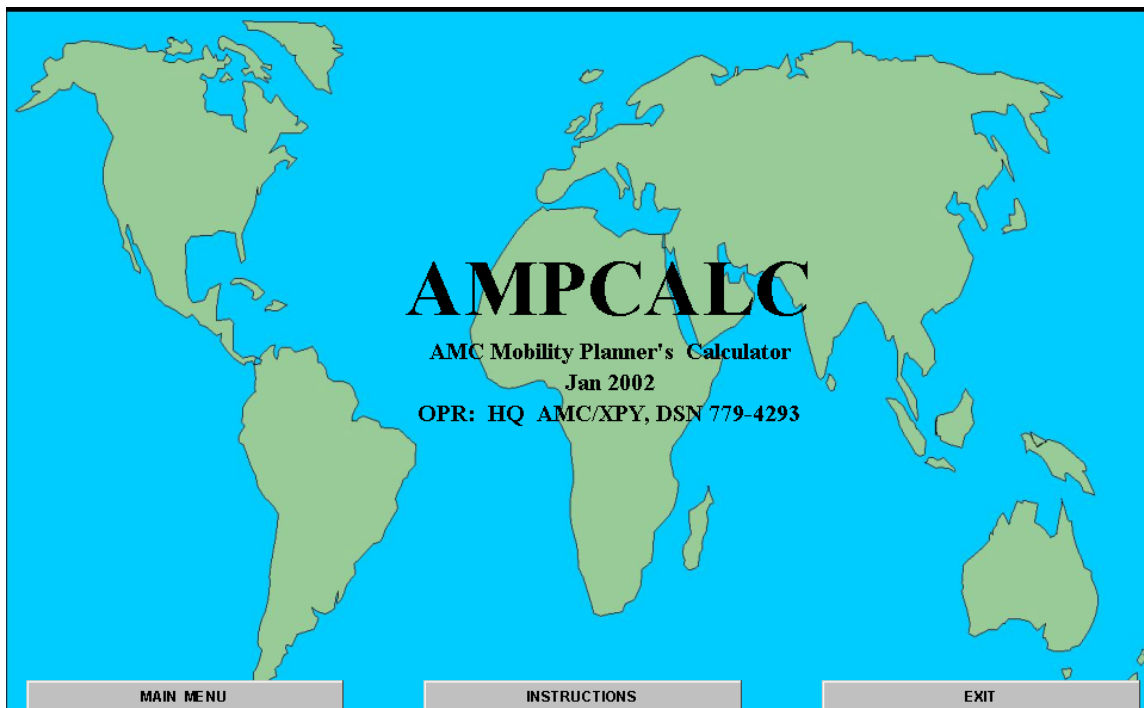 AMPCALC
AMC Mobility Planner's Calculator
Jan 2002
OPR: HQ AMC/XPY, DSN 779-4293
MAIN MENU
INSTRUCTIONS
EXIT